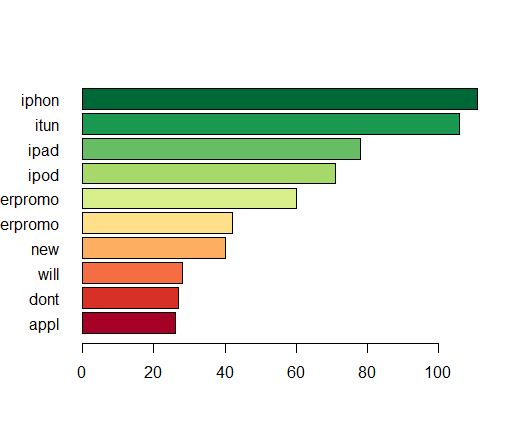 iphon
itun
ipad
ipod
erpromo
erpromo
new
will
dont
appl
0 20 40 60 80 100